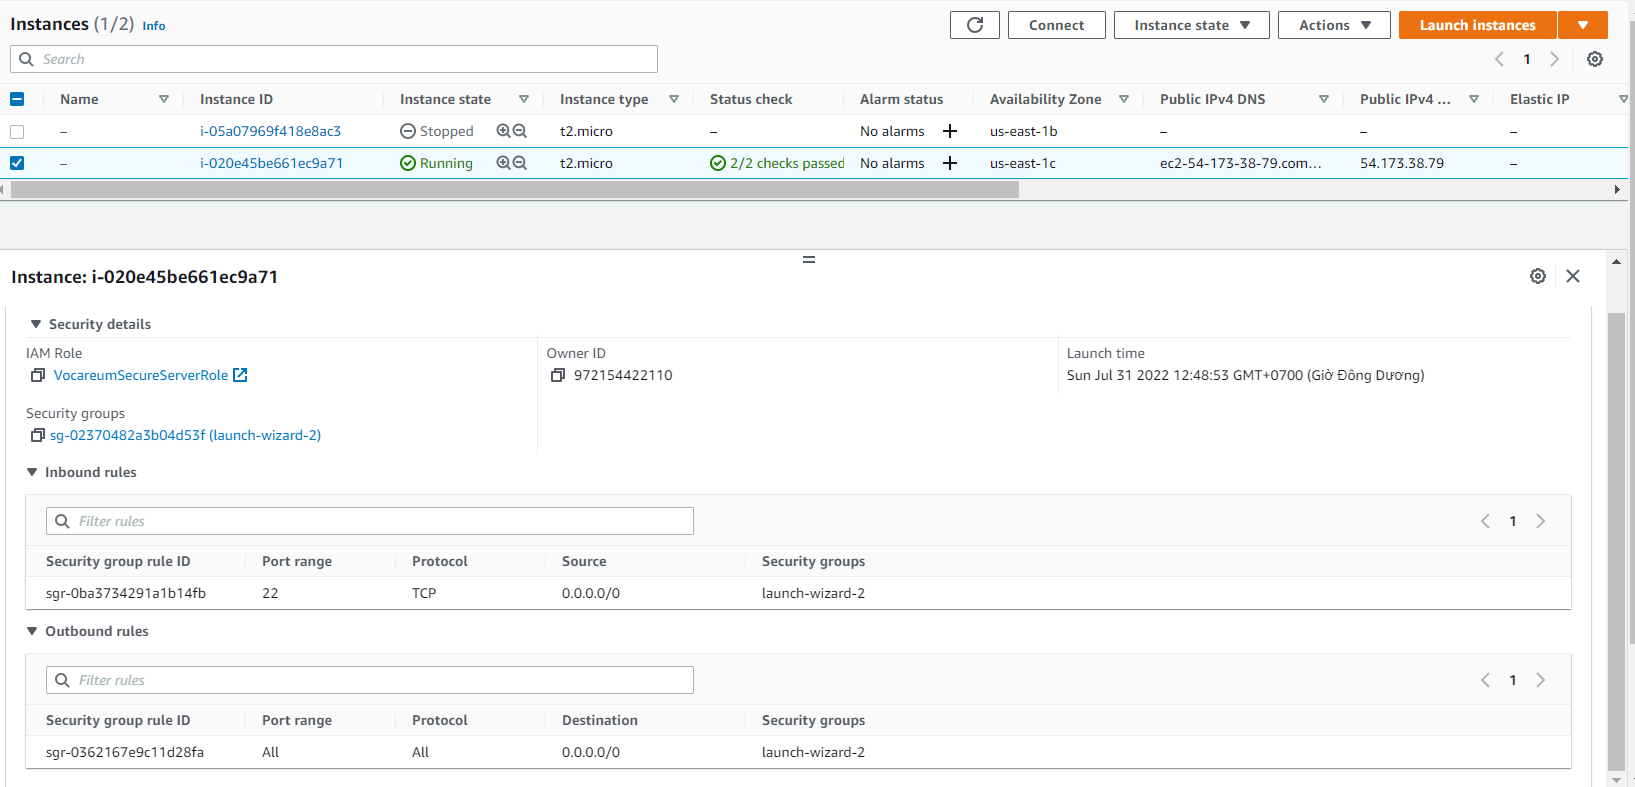 Instances (1/2) Info
Connect Instance state Actions Launch instances
Search
1
Name Instance ID Instance state Instance type Status check Alarm status Availability Zone Public IPv4 DNS Public IPv4 ... Elastic IP
– i-05a07969f418e8ac3 Stopped t2.micro – No alarms + us-east-1b – – –
– i-020e45be661ec9a71 Running t2.micro 2/2 checks passed No alarms + us-east-1c ec2-54-173-38-79.com... 54.173.38.79 –
Instance: i-020e45be661ec9a71
Security details
IAM Role Owner ID Launch time
VocareumSecureServerRole 972154422110 Sun Jul 31 2022 12:48:53 GMT+0700 (Giờ Đông Dương)
Security groups
sg-02370482a3b04d53f (launch-wizard-2)
Inbound rules
Filter rules
1
Security group rule ID Port range Protocol Source Security groups
sgr-0ba3734291a1b14fb 22 TCP 0.0.0.0/0 launch-wizard-2
Outbound rules
Filter rules
1
Security group rule ID Port range Protocol Destination Security groups
sgr-0362167e9c11d28fa All All 0.0.0.0/0 launch-wizard-2